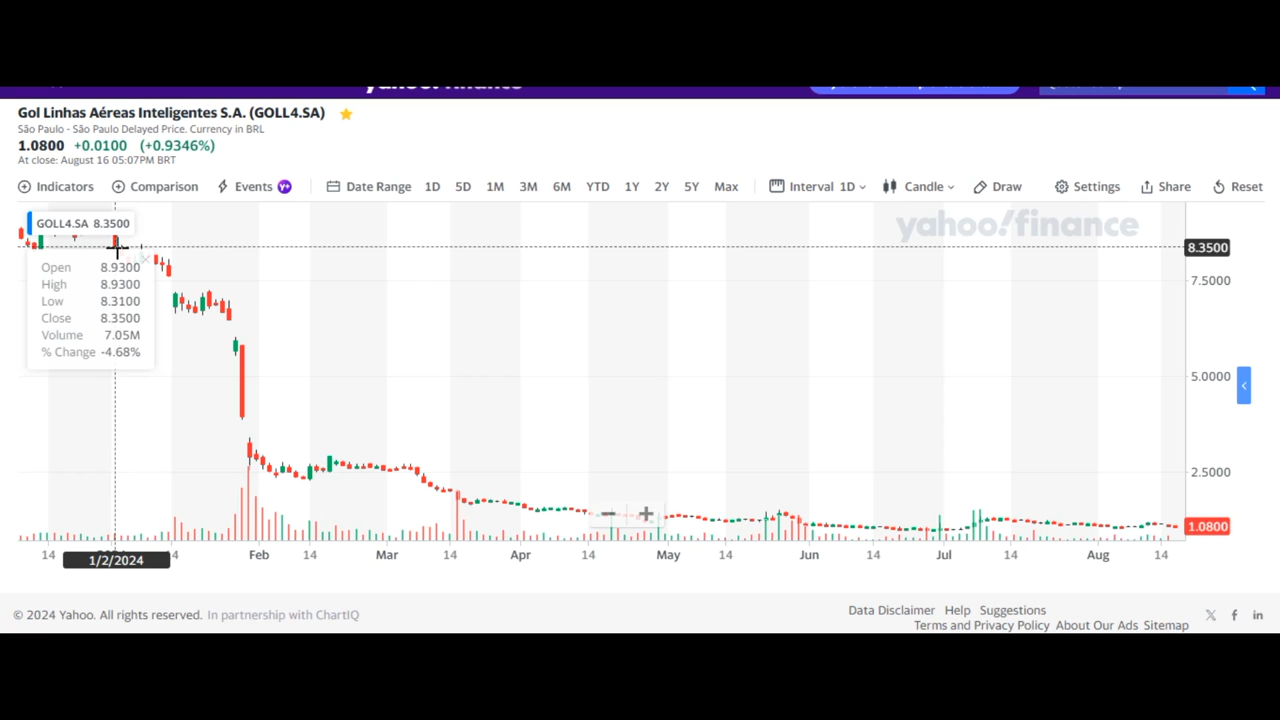 Gol Linhas Aéreas Inteligentes S.A. (GOLL4.SA)
São Paulo - São Paulo Delayed Price. Currency in BRL
1.0800 +0.0100 (+0.9346%)
At close: August 16 05:07PM BRT
Indicators Comparison Events Y+ Date Range 1D 5D 1M 3M 6M YTD 1Y 2Y 5Y Max Interval 1D Candle Draw Settings Share Reset
yahoo!finance
GOLL4.SA 8.3500
8.3500
Open 8.9300
High 8.9300
Low 8.3100
Close 8.3500
Volume 7.05M
% Change -4.68%
7.5000
5.0000
2.5000
1.0800
14 14 Feb 14 Mar 14 Apr 14 May 14 Jun 14 Jul 14 Aug 14
1/2/2024
© 2024 Yahoo. All rights reserved. In partnership with ChartIQ
Data Disclaimer Help Suggestions
Terms and Privacy Policy About Our Ads Sitemap